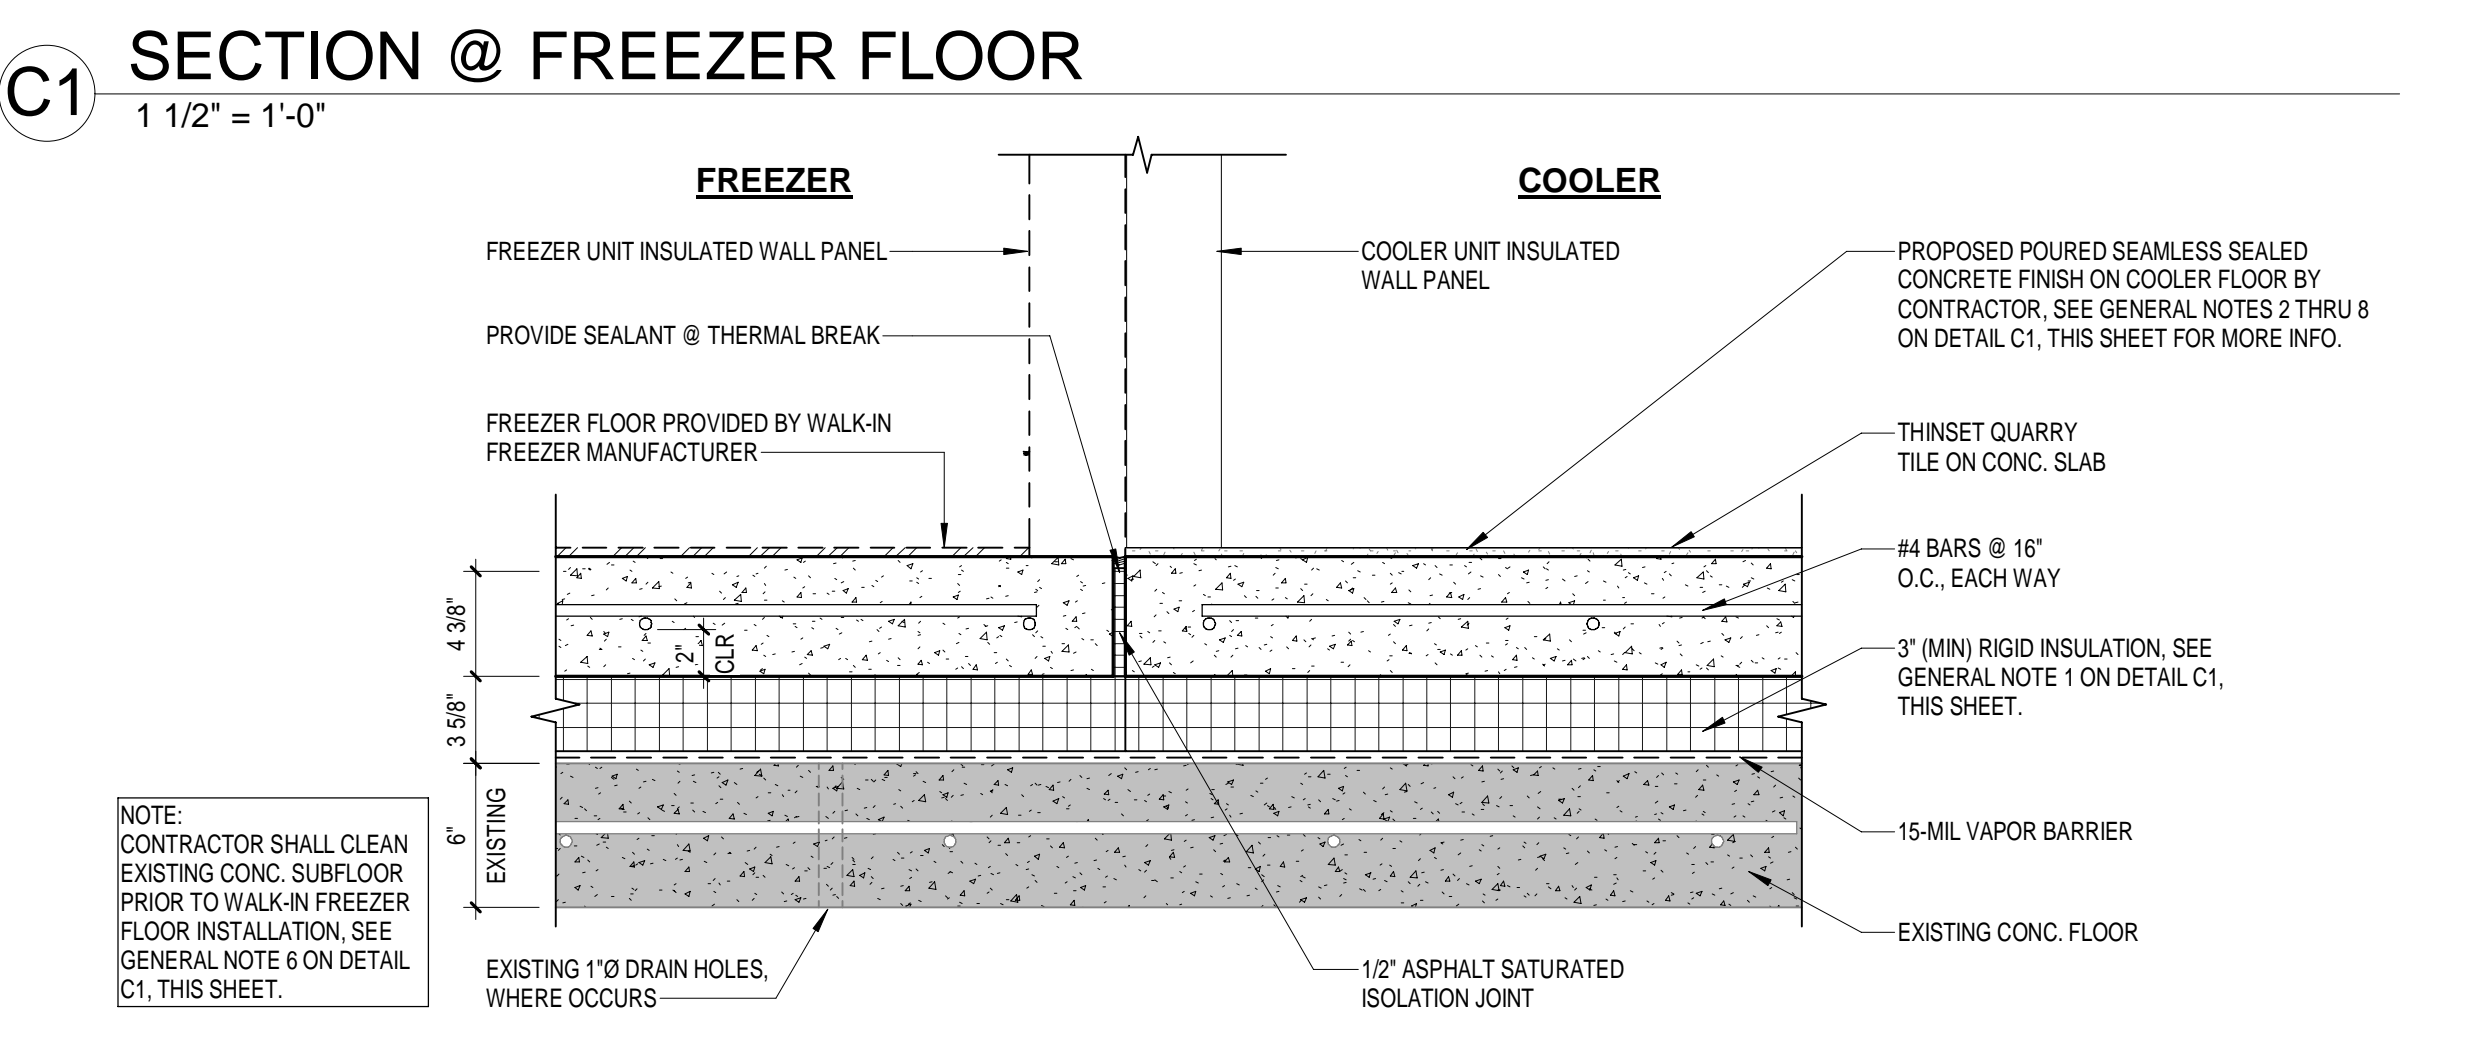 C1
SECTION @ FREEZER FLOOR
1 1/2" = 1'-0"
FREEZER
COOLER
FREEZER UNIT INSULATED WALL PANEL
COOLER UNIT INSULATED
WALL PANEL
PROPOSED POURED SEAMLESS SEALED
CONCRETE FINISH ON COOLER FLOOR BY
CONTRACTOR, SEE GENERAL NOTES 2 THRU 8
ON DETAIL C1, THIS SHEET FOR MORE INFO.
PROVIDE SEALANT @ THERMAL BREAK
FREEZER FLOOR PROVIDED BY WALK-IN
FREEZER MANUFACTURER
THINSET QUARRY
TILE ON CONC. SLAB
#4 BARS @ 16"
O.C., EACH WAY
4 3/8"
2"
CLR
3" (MIN) RIGID INSULATION, SEE
GENERAL NOTE 1 ON DETAIL C1,
THIS SHEET.
3 5/8"
6"
EXISTING
15-MIL VAPOR BARRIER
EXISTING CONC. FLOOR
NOTE:
CONTRACTOR SHALL CLEAN
EXISTING CONC. SUBFLOOR
PRIOR TO WALK-IN FREEZER
FLOOR INSTALLATION, SEE
GENERAL NOTE 6 ON DETAIL
C1, THIS SHEET.
EXISTING 1"Ø DRAIN HOLES,
WHERE OCCURS
1/2" ASPHALT SATURATED
ISOLATION JOINT